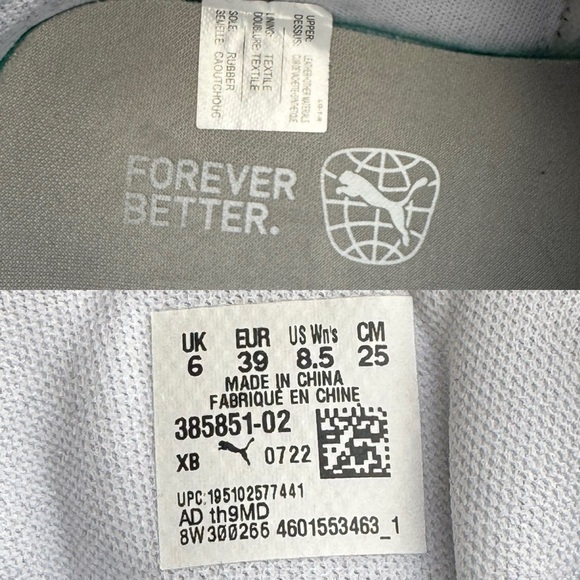 UPPER:
DESSUS:
LINING: TEXTILE
DOUBLURE: TEXTILE
SOLE: RUBBER
SEMELLE: CAOUTCHOUC
FOREVER
BETTER.
UK EUR US Wn's CM
6 39 8.5 25
MADE IN CHINA
FABRIQUÉ EN CHINE
385851-02
XB 0722
UPC:195102577441
AD th9MD
8W300266 4601553463_1